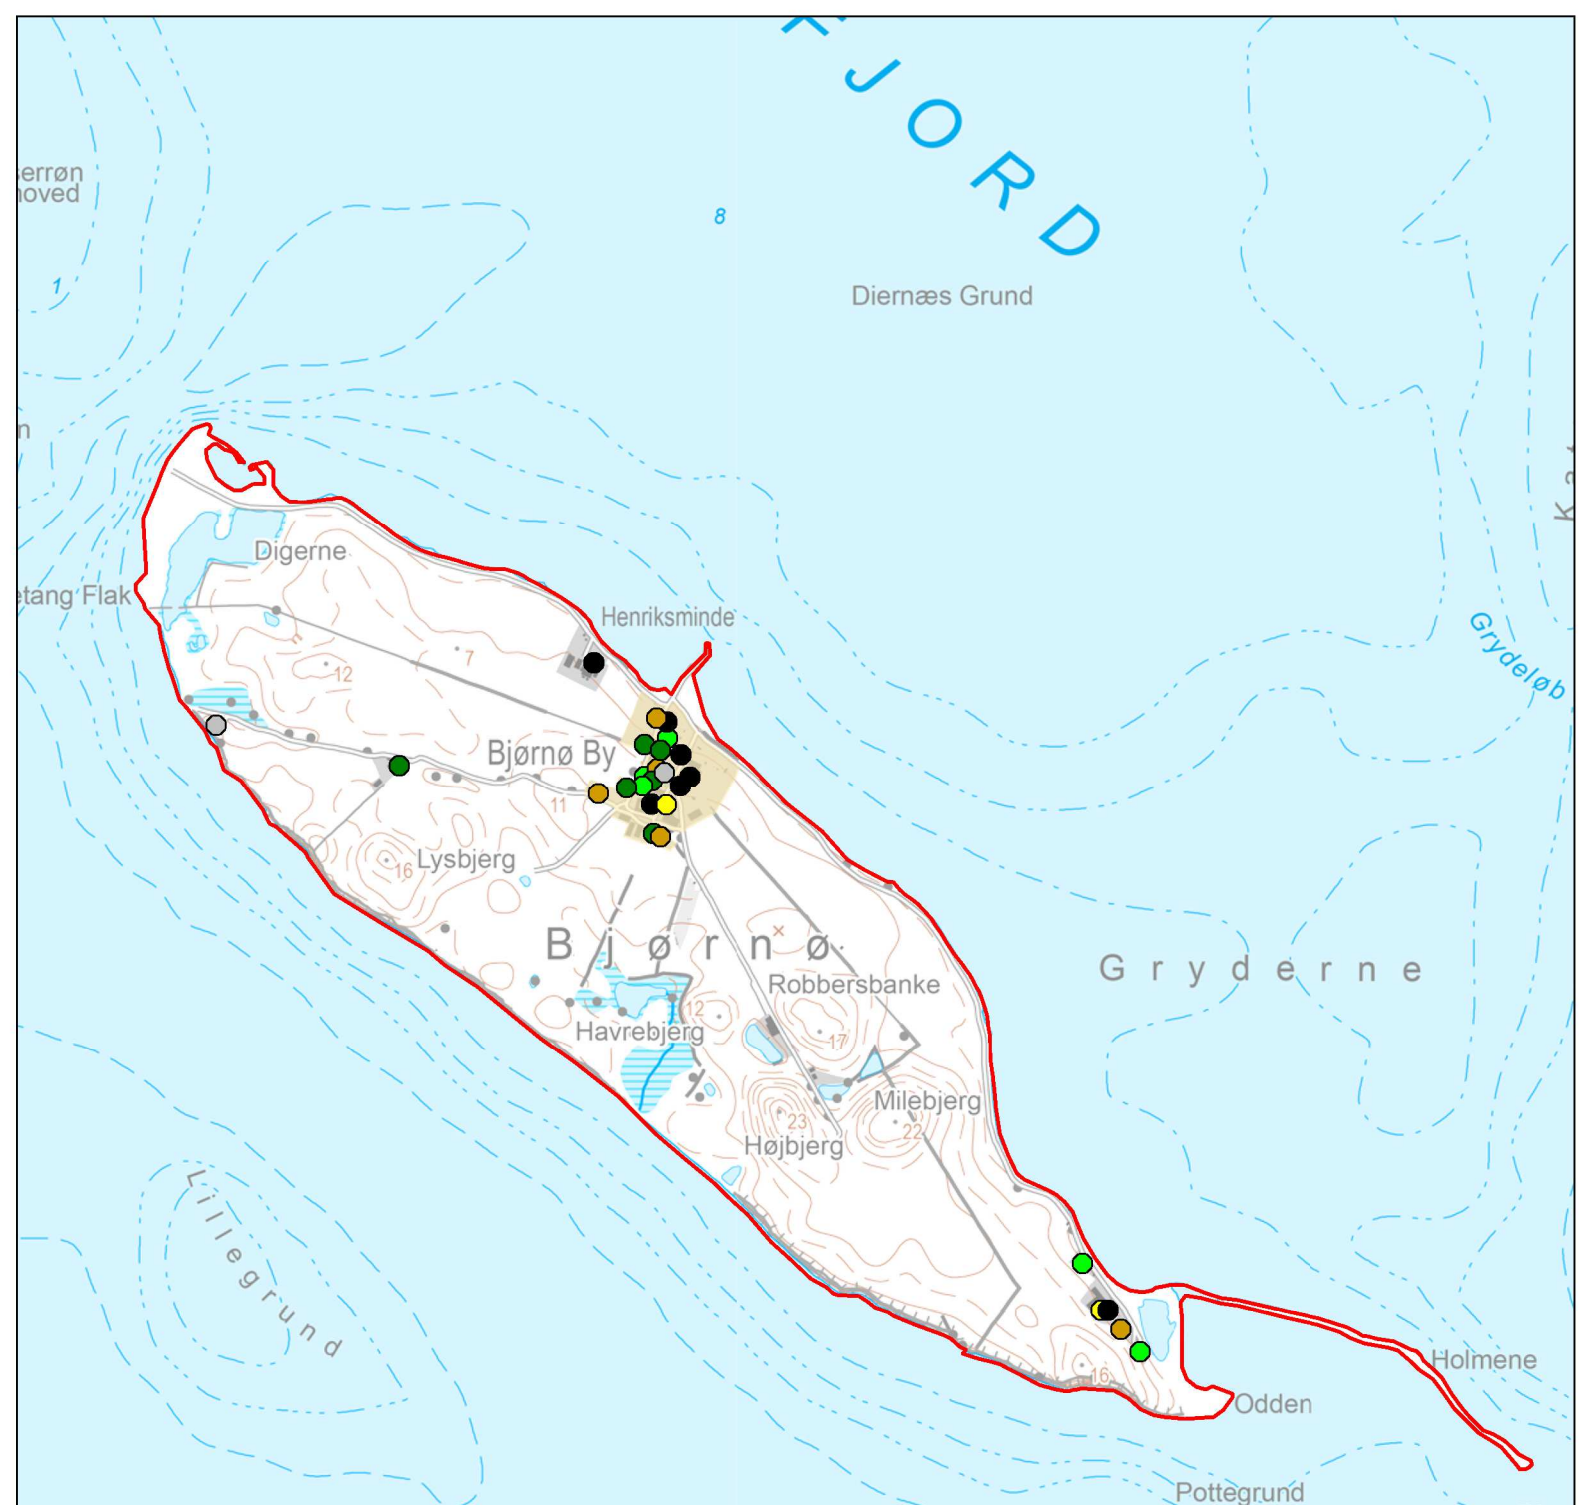 FJORD
serrøn
hoved
8
1
Diernæs Grund
n
Digerne
etang Flak
Henriksminde
Grydeløb
7
12
Bjørnø By
11
Lysbjerg
16
Bjørnø
Gryderne
Robbersbanke
12
17
Havrebjerg
Milebjerg
23
22
Højbjerg
Lillegrund
Holmene
16
Odden
Pottegrund